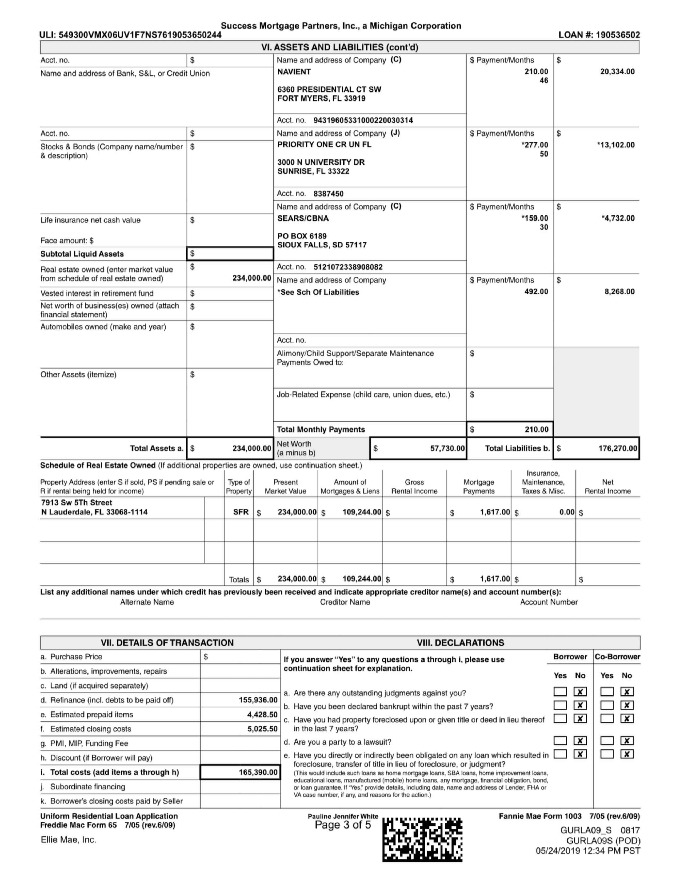 Success Mortgage Partners, Inc., a Michigan Corporation
ULI: 549300VMX06UV1F7NS7619053650244 LOAN #: 190536502
VI. ASSETS AND LIABILITIES (cont'd)
Acct. no. $ Name and address of Company (C) $ Payment/Months $
Name and address of Bank, S&L, or Credit Union NAVIENT 210.00 20,334.00
46
6360 PRESIDENTIAL CT SW
FORT MYERS, FL 33919
Acct. no. 94319605331000220030314
Acct. no. $ Name and address of Company (J) $ Payment/Months $
Stocks & Bonds (Company name/number $ PRIORITY ONE CR UN FL *277.00 *13,102.00
& description) 50
3000 N UNIVERSITY DR
SUNRISE, FL 33322
Acct. no. 8387450
Name and address of Company (C) $ Payment/Months $
Life insurance net cash value $ SEARS/CBNA *159.00 *4,732.00
30
PO BOX 6189
Face amount: $ SIOUX FALLS, SD 57117
Subtotal Liquid Assets $
Real estate owned (enter market value $ Acct. no. 5121072338908082
from schedule of real estate owned) 234,000.00 Name and address of Company $ Payment/Months $
Vested interest in retirement fund $ *See Sch Of Liabilities 492.00 8,268.00
Net worth of business(es) owned (attach $
financial statement)
Automobiles owned (make and year) $
Acct. no.
Alimony/Child Support/Separate Maintenance $
Payments Owed to:
Other Assets (itemize) $
Job-Related Expense (child care, union dues, etc.) $
Total Monthly Payments $ 210.00
Total Assets a. $ 234,000.00 Net Worth $ 57,730.00 Total Liabilities b. $ 176,270.00
(a minus b)
Schedule of Real Estate Owned (If additional properties are owned, use continuation sheet.)
Insurance,
Property Address (enter S if sold, PS if pending sale or Type of Present Amount of Gross Mortgage Maintenance, Net
R if rental being held for income) Property Market Value Mortgages & Liens Rental Income Payments Taxes & Misc. Rental Income
7913 Sw 5Th Street
N Lauderdale, FL 33068-1114 SFR $ 234,000.00 $ 109,244.00 $ $ 1,617.00 $ 0.00 $
Totals $ 234,000.00 $ 109,244.00 $ $ 1,617.00 $ $
List any additional names under which credit has previously been received and indicate appropriate creditor name(s) and account number(s):
Alternate Name Creditor Name Account Number
VII. DETAILS OF TRANSACTION VIII. DECLARATIONS
a. Purchase Price $
b. Alterations, improvements, repairs
c. Land (if acquired separately)
d. Refinance (incl. debts to be paid off) 155,936.00
e. Estimated prepaid items 4,428.50
f. Estimated closing costs 5,025.50
g. PMI, MIP, Funding Fee
h. Discount (if Borrower will pay)
i. Total costs (add items a through h) 165,390.00
j. Subordinate financing
k. Borrower's closing costs paid by Seller
If you answer "Yes" to any questions a through i, please use Borrower Co-Borrower
continuation sheet for explanation.
Yes No Yes No
a. Are there any outstanding judgments against you? X X
b. Have you been declared bankrupt within the past 7 years? X X
c. Have you had property foreclosed upon or given title or deed in lieu thereof X X
in the last 7 years?
d. Are you a party to a lawsuit? X X
e. Have you directly or indirectly been obligated on any loan which resulted in X X
foreclosure, transfer of title in lieu of foreclosure, or judgment?
(This would include such loans as home mortgage loans, SBA loans, home improvement loans,
educational loans, manufactured (mobile) home loans, any mortgage, financial obligation, bond,
or loan guarantee. If "Yes," provide details, including date, name and address of Lender, FHA or
VA case number, if any, and reasons for the action.)
Uniform Residential Loan Application Pauline Jennifer White Fannie Mae Form 1003 7/05 (rev.6/09)
Freddie Mac Form 65 7/05 (rev.6/09) Page 3 of 5
GURLA09_S 0817
Ellie Mae, Inc. GURLA09S (POD)
05/24/2019 12:34 PM PST